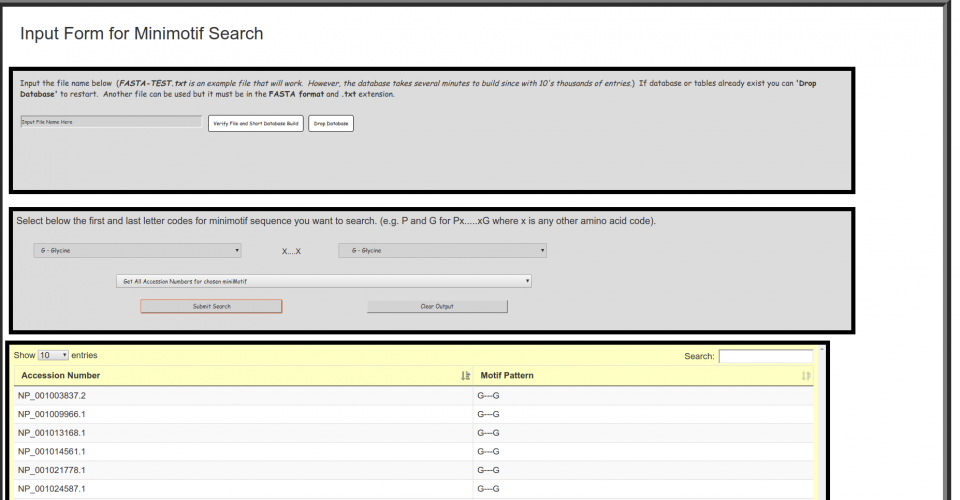 Input Form for Minimotif Search
Input the file name below (FASTA-TEST.txt is an example file that will work. However, the database takes several minutes to build since with 10's thousands of entries.) If database or tables already exist you can 'Drop
Database' to restart. Another file can be used but it must be in the FASTA format and .txt extension.
Input File Name Here Verify File and Start Database Build Drop Database
Select below the first and last letter codes for minimotif sequence you want to search. (e.g. P and G for Px.....xG where x is any other amino acid code).
G - Glycine X....X G - Glycine
Get All Accession Numbers for chosen miniMotif
Submit Search Clear Output
Show 10 entries Search:
Accession Number Motif Pattern
NP_001003837.2 G---G
NP_001009966.1 G---G
NP_001013168.1 G---G
NP_001014561.1 G---G
NP_001021778.1 G---G
NP_001024587.1 G---G